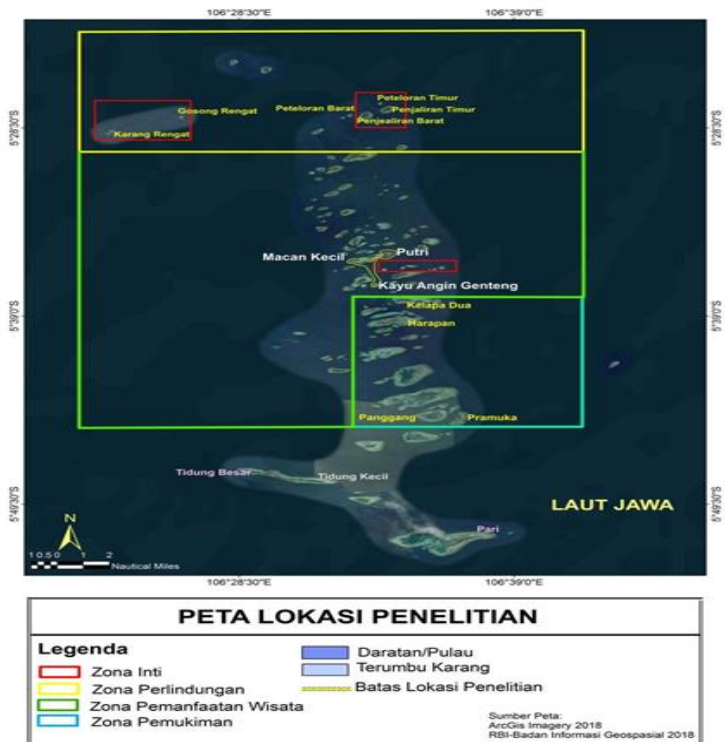 106°28'30"E 106°39'0"E
5°28'30"S 5°28'30"S
Peteloran Timur
Gosong Rengat Peteloran Barat Penjaliran Timur
Penjaliran Barat
Karang Rengat
Putri
Macan Kecil
Kayu Angin Genteng
Kelapa Dua
5°39'0"S 5°39'0"S
Harapan
Panggang Pramuka
Tidung Besar
Tidung Kecil
5°49'30"S 5°49'30"S
LAUT JAWA
N
Pari
1 0.5 0 1 2
Nautical Miles
106°28'30"E 106°39'0"E
PETA LOKASI PENELITIAN
Legenda
Zona Inti
Zona Perlindungan
Zona Pemanfaatan Wisata
Zona Pemukiman
Daratan/Pulau
Terumbu Karang
Batas Lokasi Penelitian
Sumber Peta:
ArcGis Imagery 2018
RBI-Badan Informasi Geospasial 2018